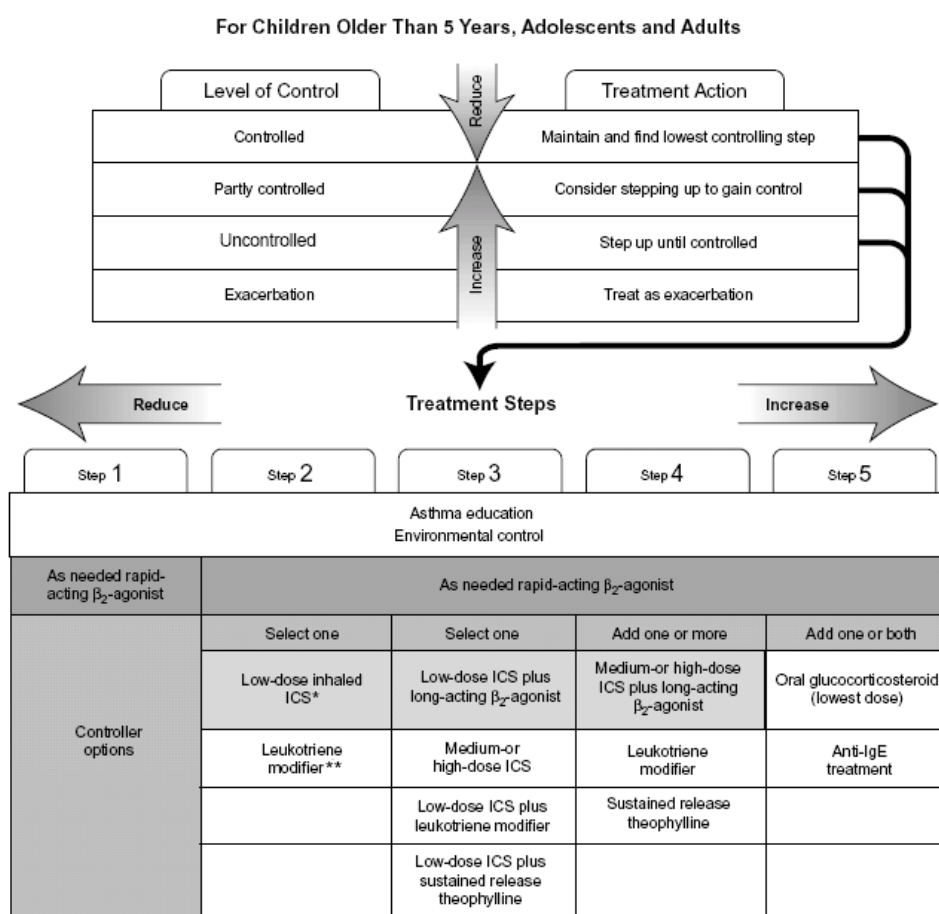 For Children Older Than 5 Years, Adolescents and Adults
Level of Control
Reduce
Treatment Action
Controlled
Maintain and find lowest controlling step
Partly controlled
Consider stepping up to gain control
Uncontrolled
Increase
Step up until controlled
Exacerbation
Treat as exacerbation
Reduce
Treatment Steps
Increase
Step 1
Step 2
Step 3
Step 4
Step 5
Asthma education
Environmental control
As needed rapid-
acting β2-agonist
As needed rapid-acting β2-agonist
Controller
options
Select one
Select one
Add one or more
Add one or both
Low-dose inhaled
ICS*
Low-dose ICS plus
long-acting β2-agonist
Medium-or high-dose
ICS plus long-acting
β2-agonist
Oral glucocorticosteroid
(lowest dose)
Leukotriene
modifier**
Medium-or
high-dose ICS
Leukotriene
modifier
Anti-IgE
treatment
Low-dose ICS plus
leukotriene modifier
Sustained release
theophylline
Low-dose ICS plus
sustained release
theophylline